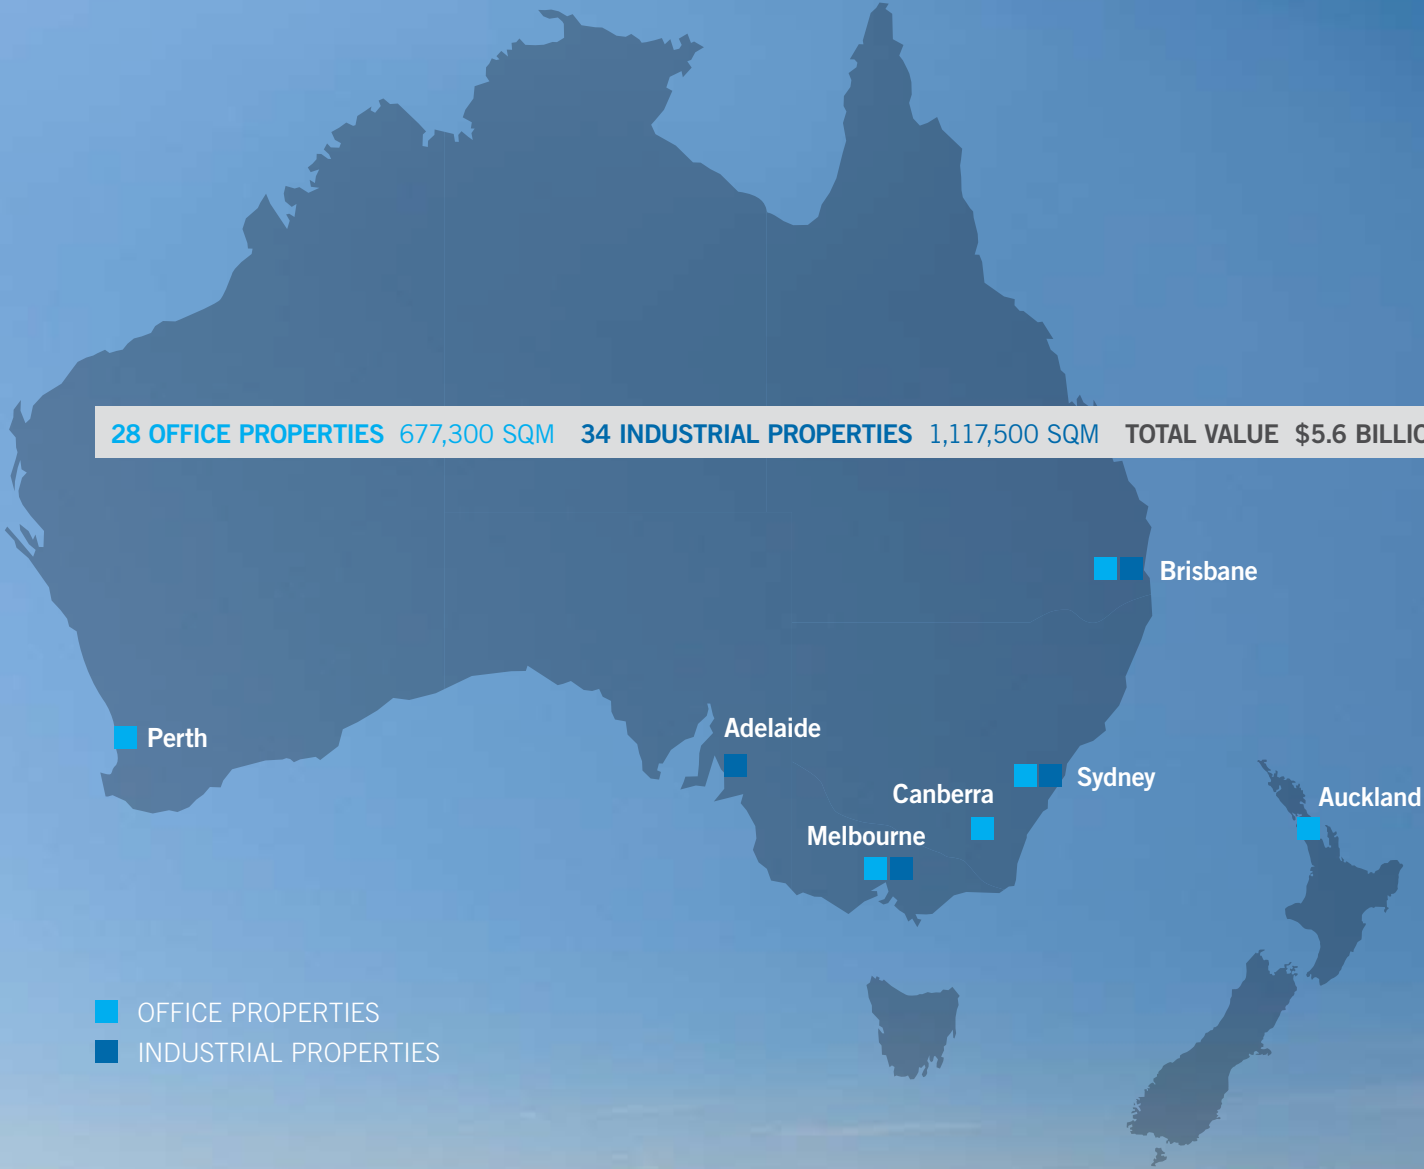 28 OFFICE PROPERTIES 677,300 SQM 34 INDUSTRIAL PROPERTIES 1,117,500 SQM TOTAL VALUE $5.6
Brisbane
Perth
Adelaide
Sydney
Canberra
Auckland
Melbourne
OFFICE PROPERTIES
INDUSTRIAL PROPERTIES